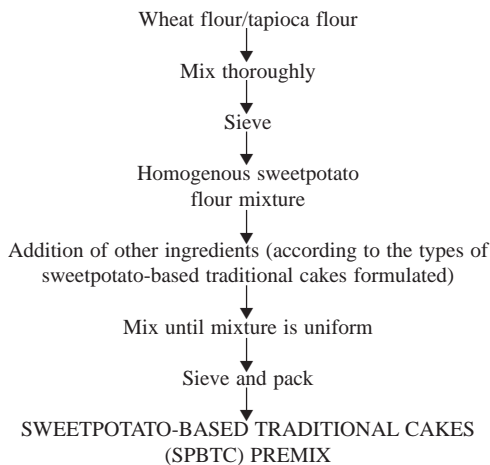 Wheat flour/tapioca flour
Mix thoroughly
Sieve
Homogenous sweetpotato
flour mixture
Addition of other ingredients (according to the types of
sweetpotato-based traditional cakes formulated)
Mix until mixture is uniform
Sieve and pack
SWEETPOTATO-BASED TRADITIONAL CAKES
(SPBTC) PREMIX